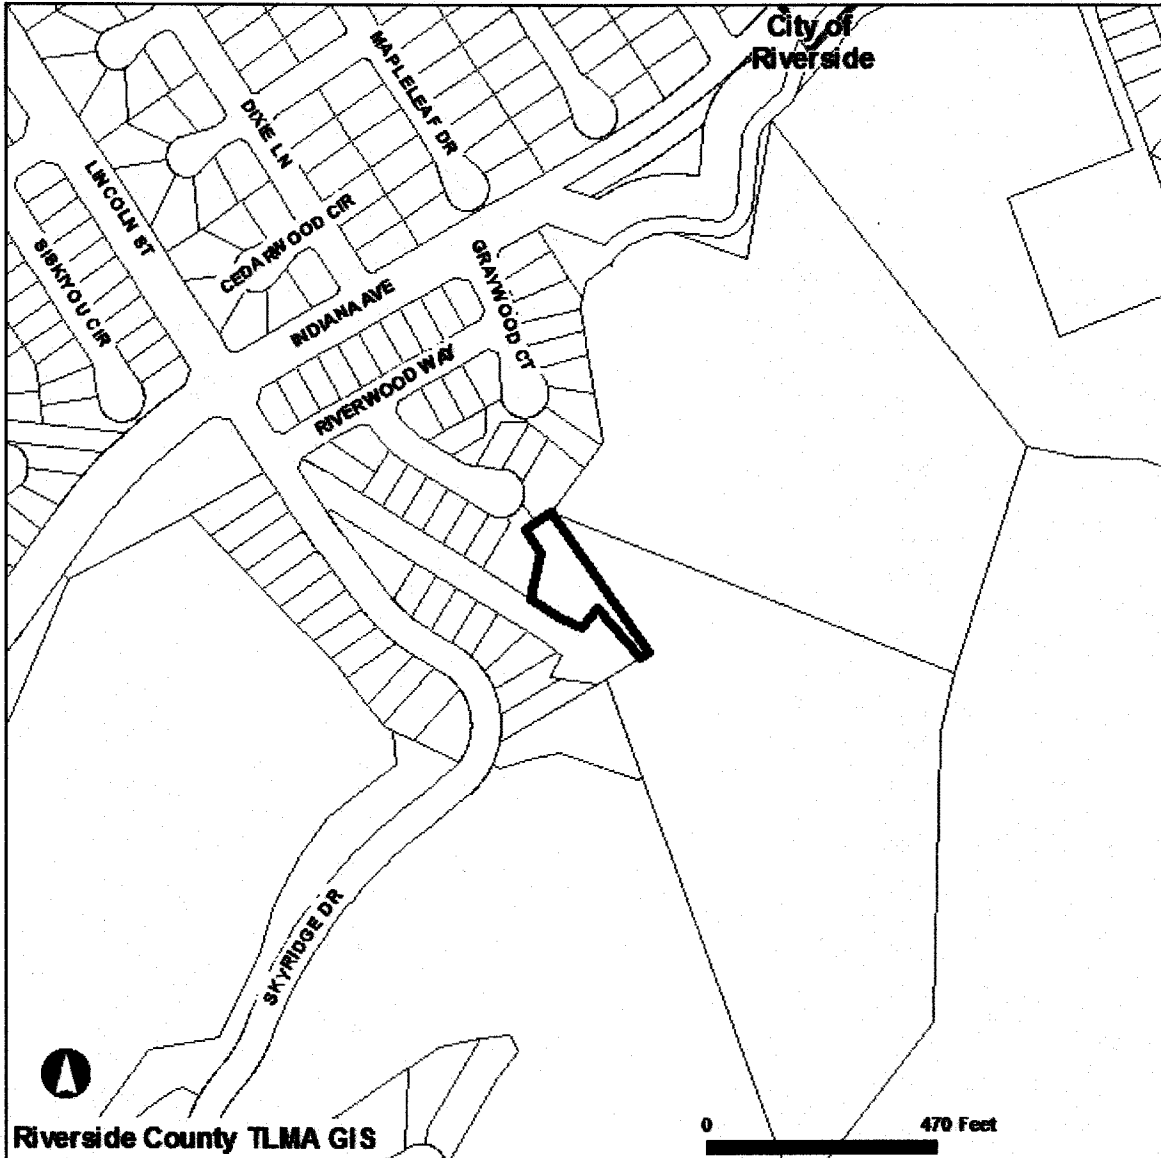 City of
Riverside
MAPLELEAF DR
DIXIE LN
LINCOLN ST
CEDARWOOD CIR
SISKIYOU CIR
GRAYWOOD CT
INDIANA AVE
RIVERWOOD WAY
SKYRIDGE DR
Riverside County TLMA GIS
0
470 Feet